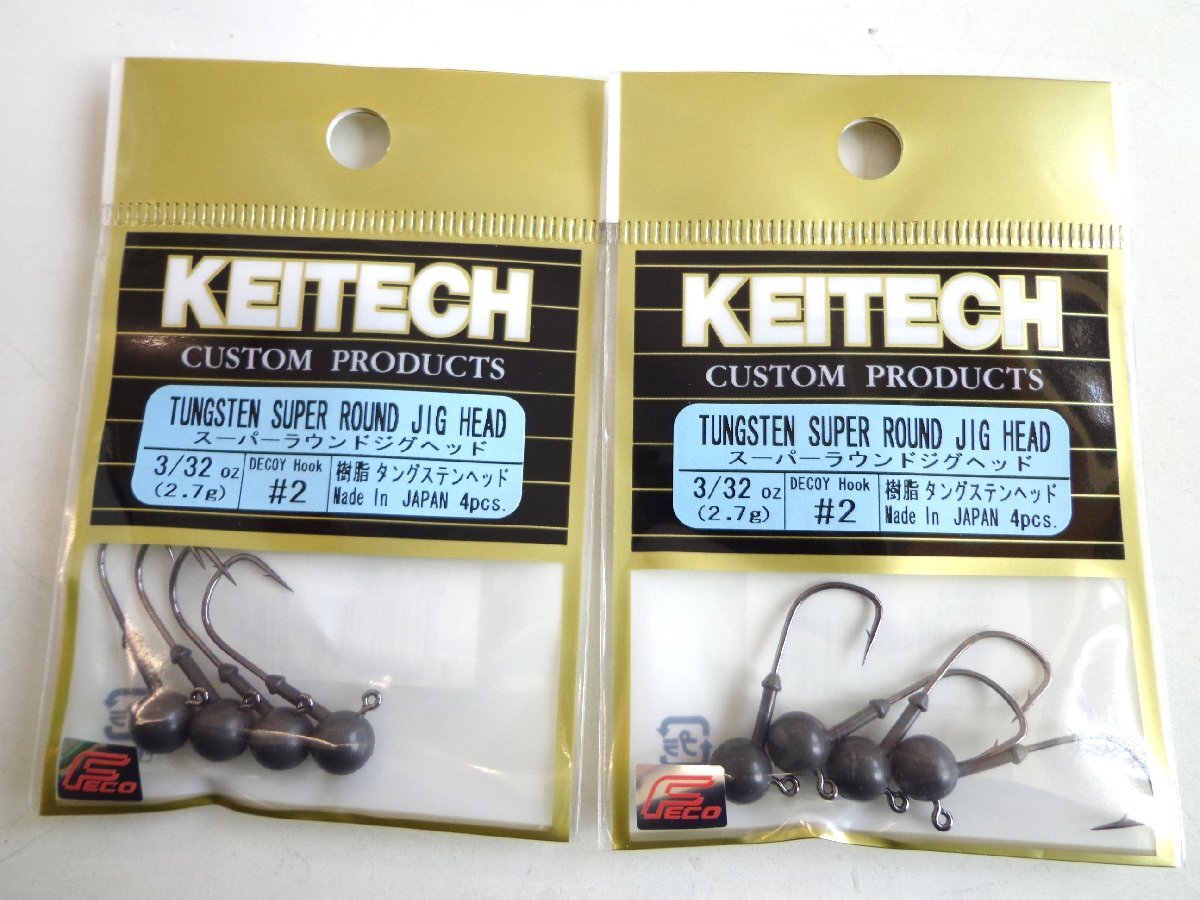 KEITECH
CUSTOM PRODUCTS
TUNGSTEN SUPER ROUND JIG HEAD
スーパーラウンドジグヘッド
3/32 oz
(2.7g)
DECOY Hook
#2
樹脂 タングステンヘッド
Made In JAPAN 4pcs.
FECO
KEITECH
CUSTOM PRODUCTS
TUNGSTEN SUPER ROUND JIG HEAD
スーパーラウンドジグヘッド
3/32 oz
(2.7g)
DECOY Hook
#2
樹脂 タングステンヘッド
Made In JAPAN 4pcs.
プラ
FECO